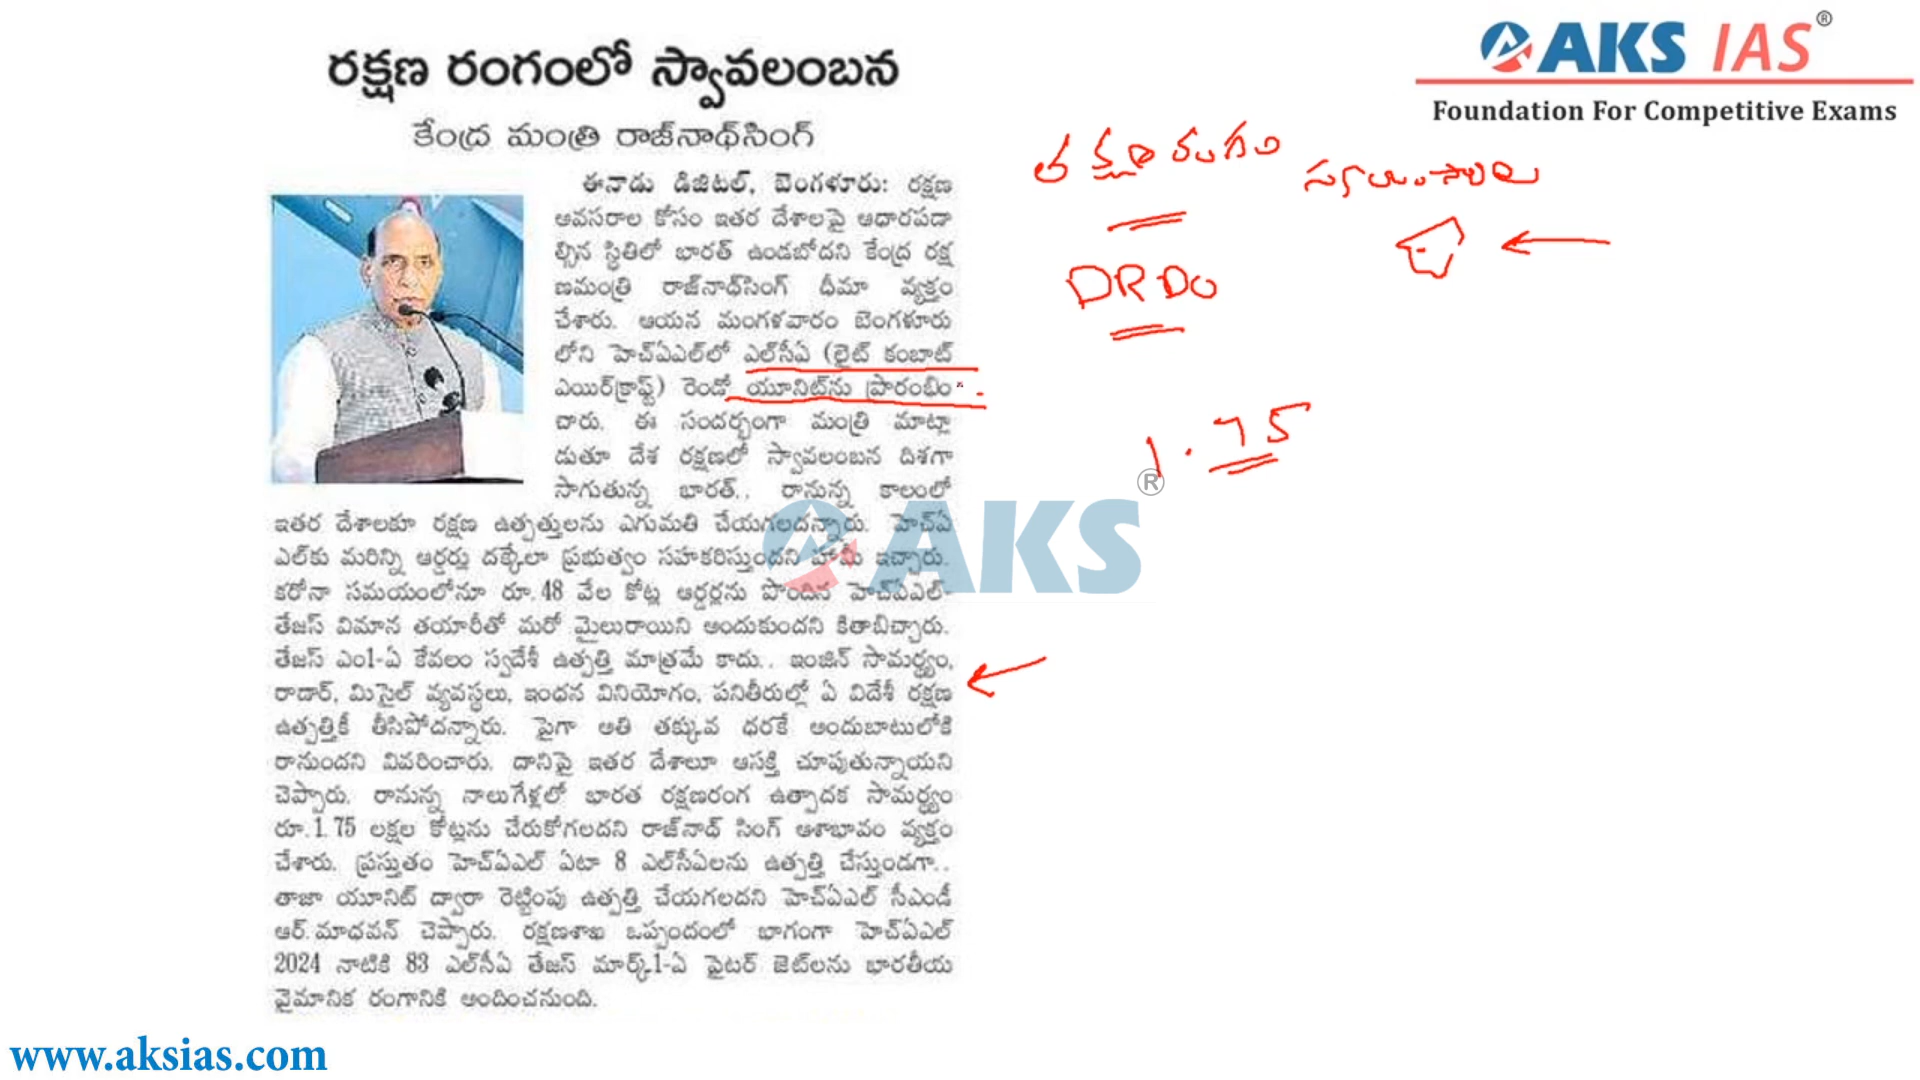 రక్షణ రంగంలో స్వావలంబన
కేంద్ర మంత్రి రాజ్‌నాథ్‌సింగ్
ఈనాడు డిజిటల్, బెంగళూరు: రక్షణ
అవసరాల కోసం ఇతర దేశాలపై ఆధారపడా
ల్సిన స్థితిలో భారత్ ఉండబోదని కేంద్ర రక్ష
ణమంత్రి రాజ్‌నాథ్‌సింగ్ ధీమా వ్యక్తం
చేశారు. ఆయన మంగళవారం బెంగళూరు
లోని హెచ్ఏఎల్‌లో ఎల్‌సీఏ (లైట్ కంబాట్
ఎయిర్‌క్రాఫ్ట్) రెండో యూనిట్‌ను ప్రారంభిం
చారు. ఈ సందర్భంగా మంత్రి మాట్లా
డుతూ దేశ రక్షణలో స్వావలంబన దిశగా
సాగుతున్న భారత్.. రానున్న కాలంలో
ఇతర దేశాలకూ రక్షణ ఉత్పత్తులను ఎగుమతి చేయగలదన్నారు. హెచ్ఏ
ఎల్‌కు మరిన్ని ఆర్డర్లు దక్కేలా ప్రభుత్వం సహకరిస్తుందని హామీ ఇచ్చారు.
కరోనా సమయంలోనూ రూ.48 వేల కోట్ల ఆర్డర్లను పొందిన హెచ్ఏఎల్-
తేజస్ విమాన తయారీతో మరో మైలురాయిని అందుకుందని కితాబిచ్చారు.
తేజస్ ఎం1-ఏ కేవలం స్వదేశీ ఉత్పత్తి మాత్రమే కాదు.. ఇంజిన్ సామర్థ్యం,
రాడార్, మిసైల్ వ్యవస్థలు, ఇంధన వినియోగం, పనితీరుల్లో ఏ విదేశీ రక్షణ
ఉత్పత్తికీ తీసిపోదన్నారు. పైగా అతి తక్కువ ధరకే అందుబాటులోకి
రానుందని వివరించారు. దానిపై ఇతర దేశాలూ ఆసక్తి చూపుతున్నాయని
చెప్పారు. రానున్న నాలుగేళ్లలో భారత రక్షణరంగ ఉత్పాదక సామర్థ్యం
రూ.1.75 లక్షల కోట్లను చేరుకోగలదని రాజ్‌నాథ్ సింగ్ ఆశాభావం వ్యక్తం
చేశారు. ప్రస్తుతం హెచ్ఏఎల్ ఏటా 8 ఎల్‌సీఏలను ఉత్పత్తి చేస్తుండగా..
తాజా యూనిట్ ద్వారా రెట్టింపు ఉత్పత్తి చేయగలదని హెచ్ఏఎల్ సీఎండీ
ఆర్.మాధవన్ చెప్పారు. రక్షణశాఖ ఒప్పందంలో భాగంగా హెచ్ఏఎల్
2024 నాటికి 83 ఎల్‌సీఏ తేజస్ మార్క్1-ఏ ఫైటర్ జెట్‌లను భారతీయ
వైమానిక రంగానికి అందించనుంది.
AKS IAS®
Foundation For Competitive Exams
DRDO
1.75
AKS®
www.aksias.com